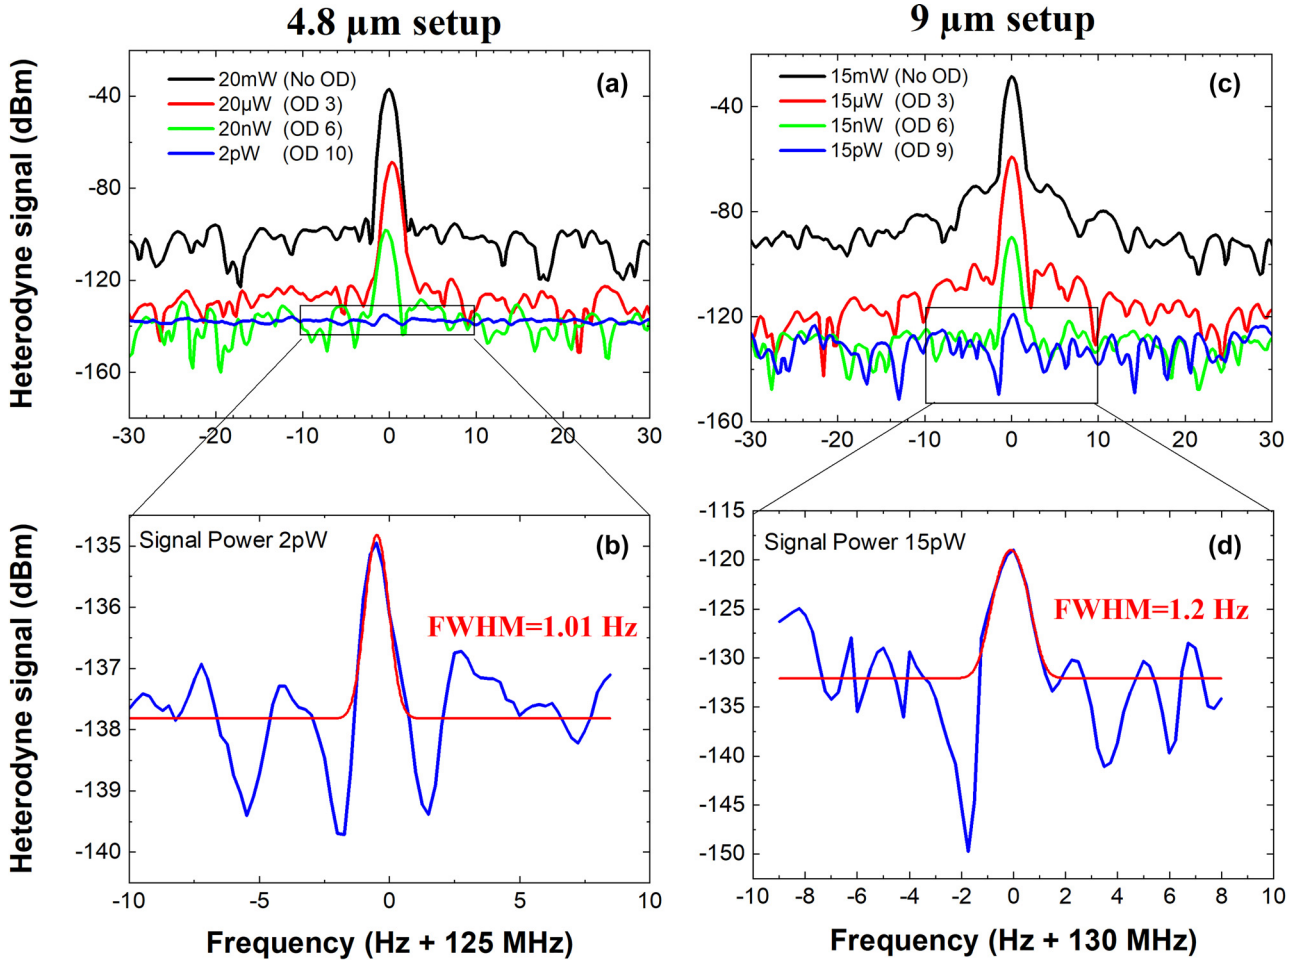 4.8 µm setup
9 µm setup
Heterodyne signal (dBm)
-40
-80
-120
-160
20mW (No OD)
20µW (OD 3)
20nW (OD 6)
2pW (OD 10)
(a)
-30 -20 -10 0 10 20 30
-40
-80
-120
-160
15mW (No OD)
15µW (OD 3)
15nW (OD 6)
15pW (OD 9)
(c)
-30 -20 -10 0 10 20 30
Heterodyne signal (dBm)
-135
-136
-137
-138
-139
-140
Signal Power 2pW
(b)
FWHM=1.01 Hz
-10 -5 0 5 10
Frequency (Hz + 125 MHz)
-115
-120
-125
-130
-135
-140
-145
-150
Signal Power 15pW
(d)
FWHM=1.2 Hz
-10 -8 -6 -4 -2 0 2 4 6 8 10
Frequency (Hz + 130 MHz)